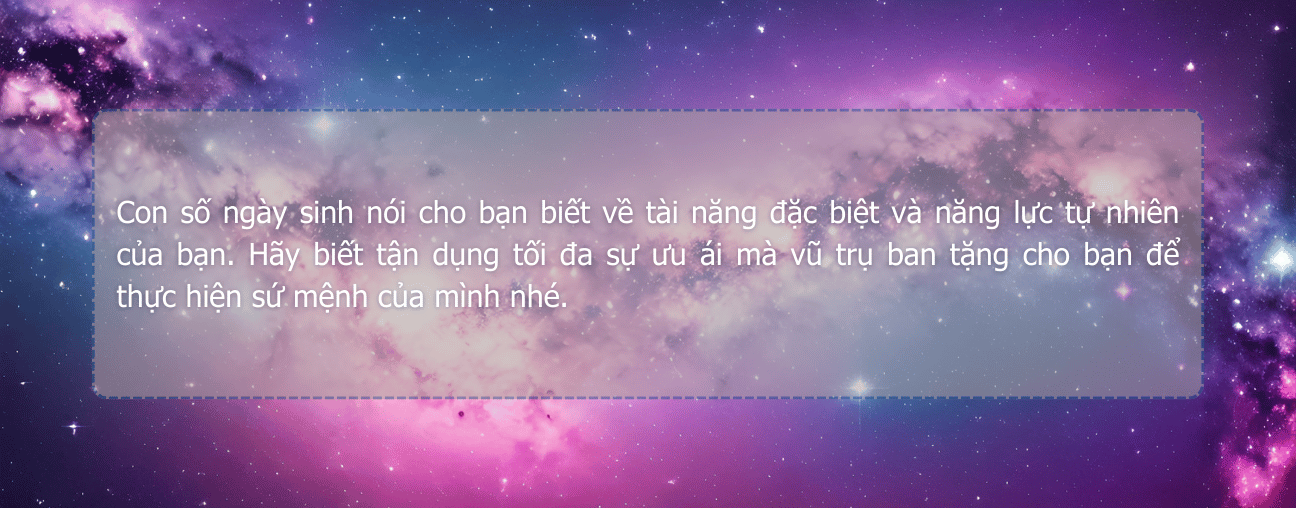 Con số ngày sinh nói cho bạn biết về tài năng đặc biệt và năng lực tự nhiên
của bạn. Hãy biết tận dụng tối đa sự ưu ái mà vũ trụ ban tặng cho bạn để
thực hiện sứ mệnh của mình nhé.